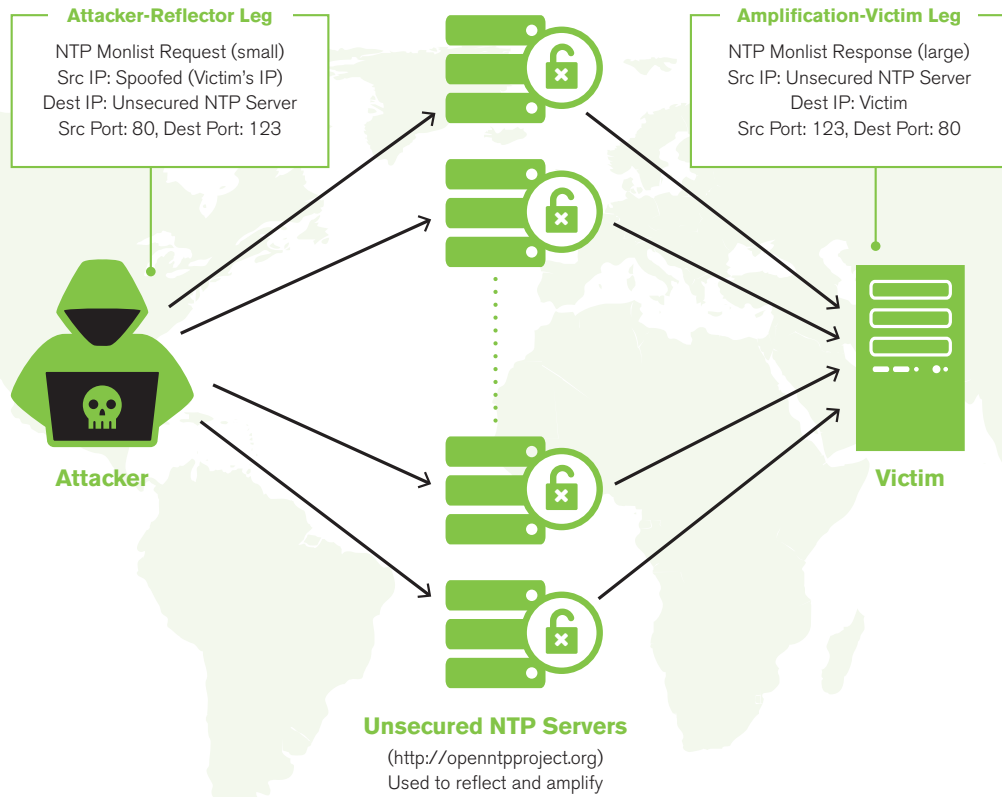 Attacker-Reflector Leg
NTP Monlist Request (small)
Src IP: Spoofed (Victim's IP)
Dest IP: Unsecured NTP Server
Src Port: 80, Dest Port: 123
Amplification-Victim Leg
NTP Monlist Response (large)
Src IP: Unsecured NTP Server
Dest IP: Victim
Src Port: 123, Dest Port: 80
Attacker
Victim
Unsecured NTP Servers
(http://openntpproject.org)
Used to reflect and amplify